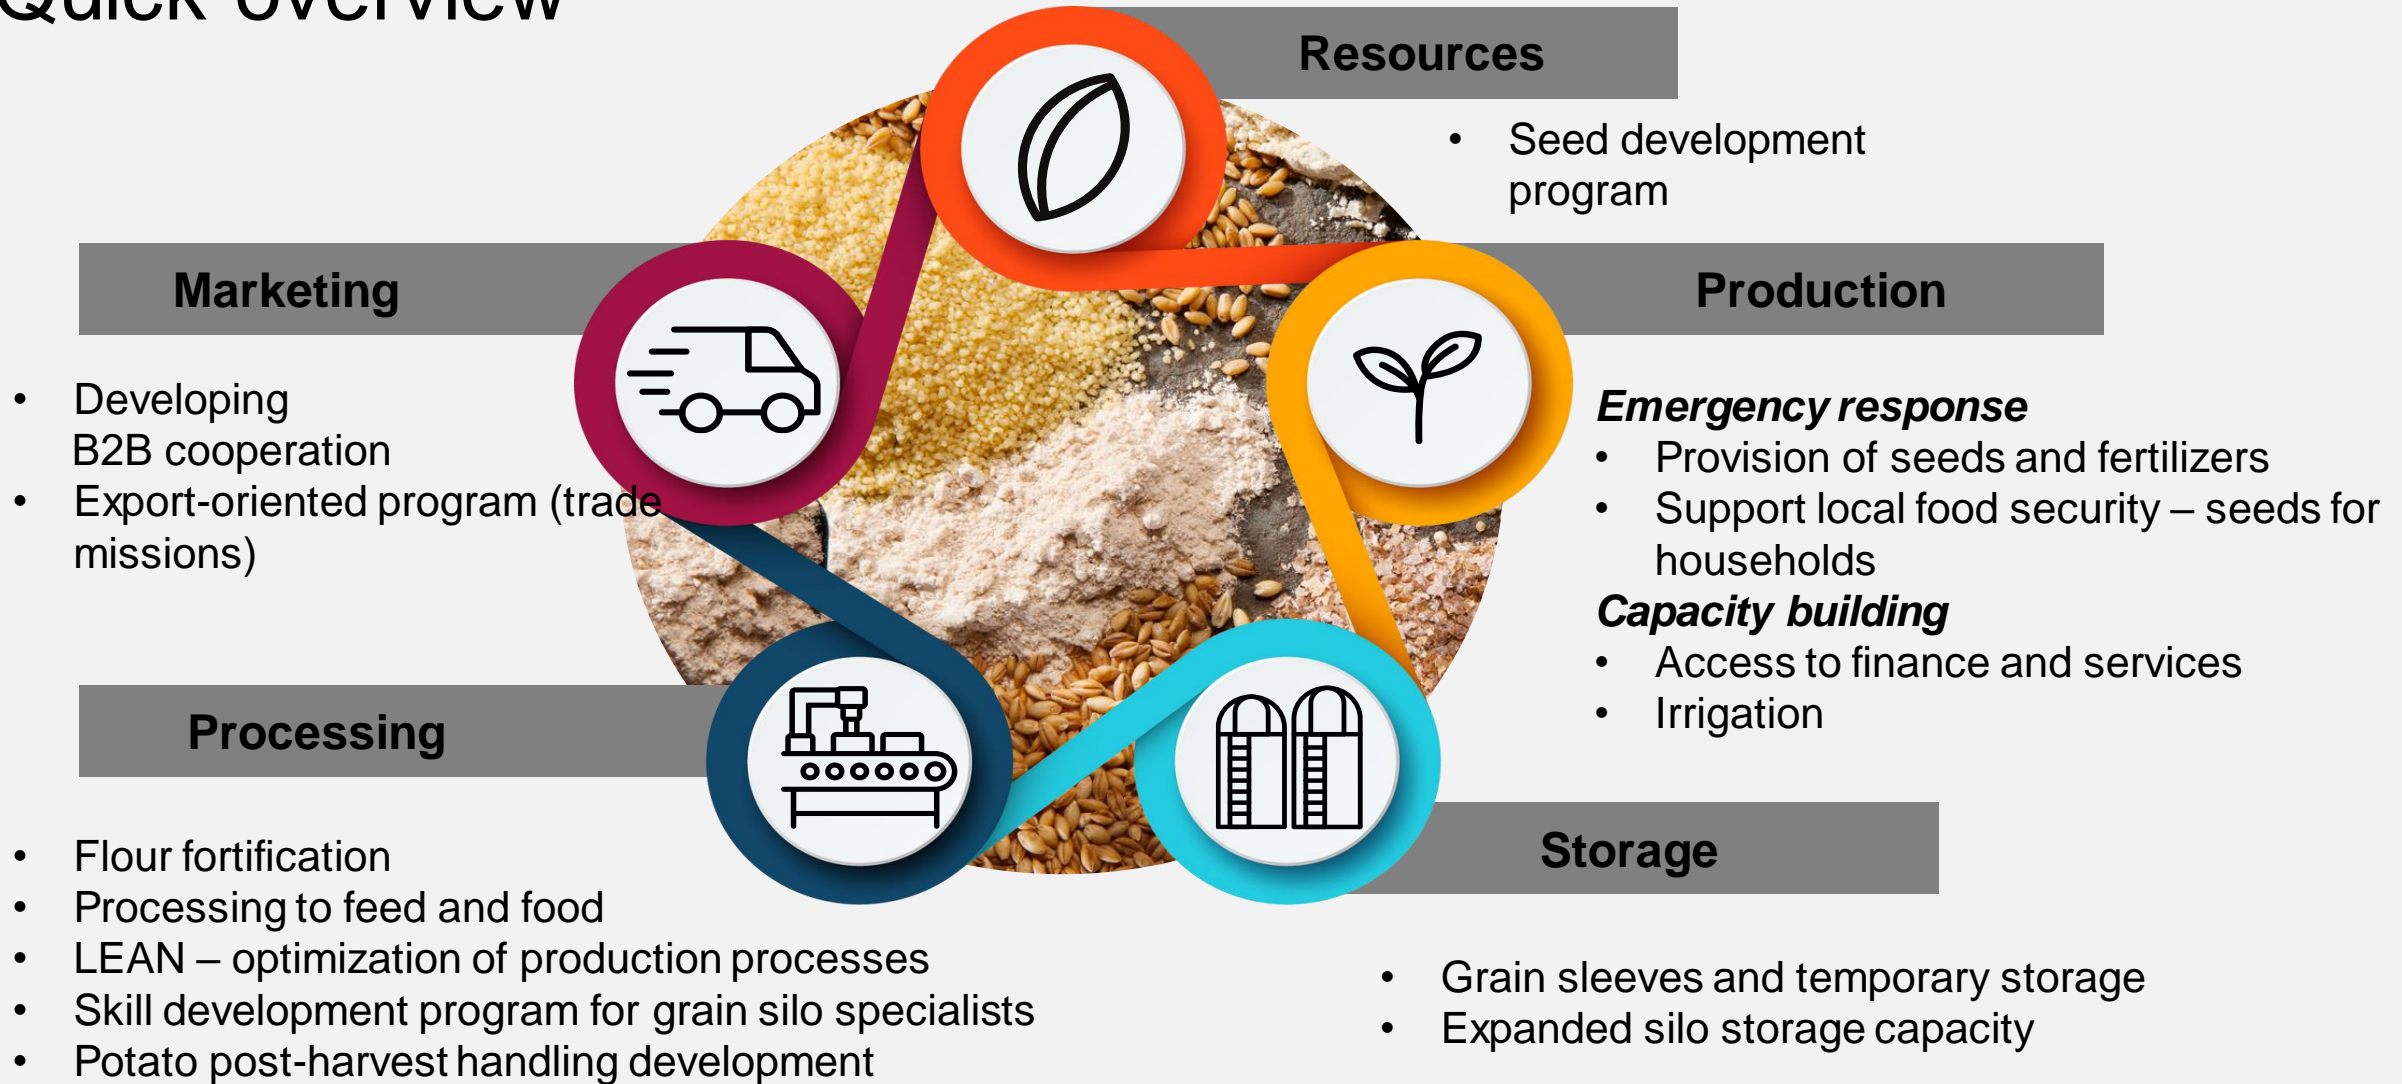 Quick overview
Resources
• Seed development
program
Production
Emergency response
• Provision of seeds and fertilizers
• Support local food security – seeds for
households
Capacity building
• Access to finance and services
• Irrigation
Storage
• Grain sleeves and temporary storage
• Expanded silo storage capacity
Processing
• Flour fortification
• Processing to feed and food
• LEAN – optimization of production processes
• Skill development program for grain silo specialists
• Potato post-harvest handling development
Marketing
• Developing
B2B cooperation
• Export-oriented program (trade
missions)